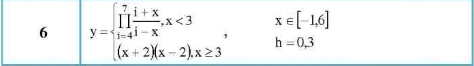 6
y = { ∏_{i=4}^{7} (i + x)/(i − x), x < 3 , x ∈ [−1,6]
(x + 2)(x − 2), x ≥ 3 h = 0,3